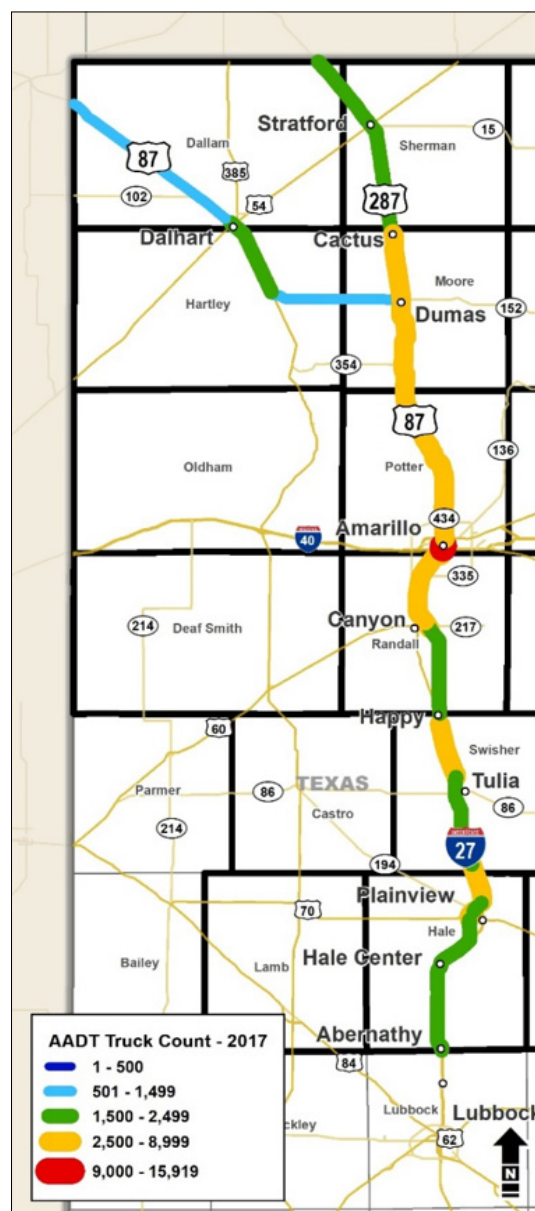 Stratford
15
Dallam
Sherman
87
385
102
54
287
Dalhart
Cactus
Hartley
Moore
Dumas
152
354
87
136
Oldham
Potter
434
Amarillo
40
335
Canyon
214
Deaf Smith
217
Randall
Happy
60
Swisher
TEXAS
Tulia
Parmer
86
86
Castro
214
27
194
Plainview
70
Hale
Bailey
Lamb
Hale Center
Abernathy
84
AADT Truck Count - 2017
1 - 500
501 - 1,499
1,500 - 2,499
2,500 - 8,999
9,000 - 15,919
ckley
Lubbock
Lubbock
62
N